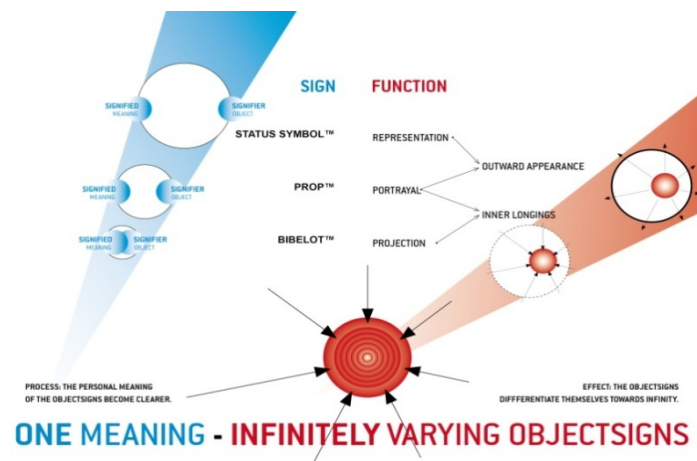 SIGN FUNCTION
SIGNIFIED SIGNIFIER
MEANING OBJECT
STATUS SYMBOL™ REPRESENTATION
OUTWARD APPEARANCE
SIGNIFIED SIGNIFIER
MEANING OBJECT
PROP™ PORTRAYAL
INNER LONGINGS
SIGNIFIED SIGNIFIER
MEANING OBJECT
BIBELOT™ PROJECTION
PROCESS: THE PERSONAL MEANING
OF THE OBJECTSIGNS BECOME CLEARER.
EFFECT: THE OBJECTSIGNS
DIFFFERENTIATE THEMSELVES TOWARDS INFINITY.
ONE MEANING - INFINITELY VARYING OBJECTSIGNS